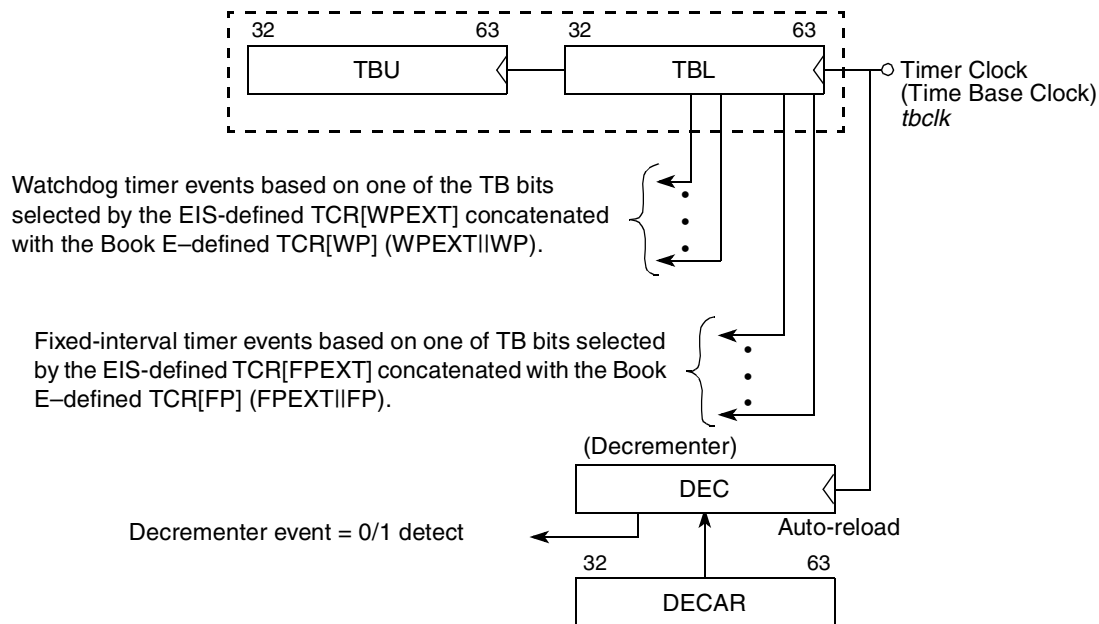 32 63 32 63
TBU TBL
Timer Clock
(Time Base Clock)
tbclk
Watchdog timer events based on one of the TB bits
selected by the EIS-defined TCR[WPEXT] concatenated
with the Book E–defined TCR[WP] (WPEXT||WP).
Fixed-interval timer events based on one of TB bits selected
by the EIS-defined TCR[FPEXT] concatenated with the Book
E–defined TCR[FP] (FPEXT||FP).
(Decrementer)
DEC
Auto-reload
Decrementer event = 0/1 detect
32 63
DECAR